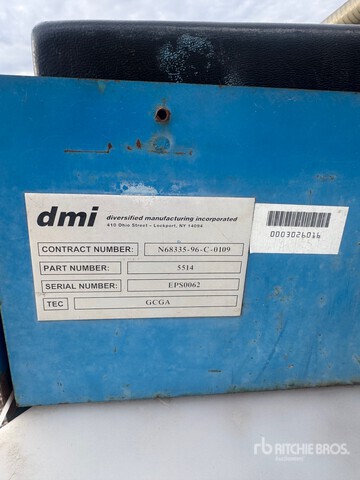 dmi diversified manufacturing incorporated
410 Ohio Street - Lockport, NY 14094
CONTRACT NUMBER: N68335-96-C-0109
PART NUMBER: 5514
SERIAL NUMBER: EPS0062
TEC GCGA
0003026016
rb RITCHIE BROS.